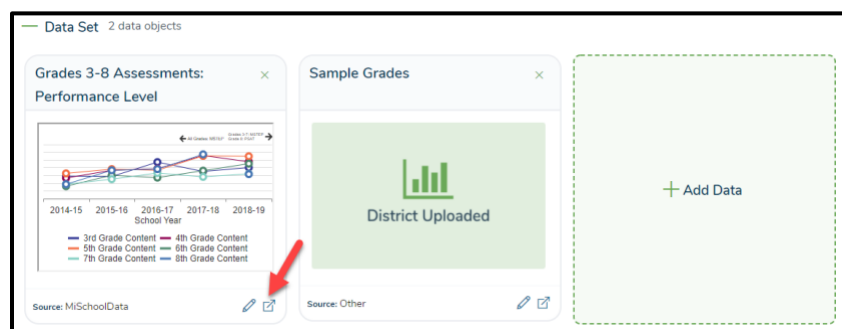 Data Set 2 data objects
Grades 3-8 Assessments:
Performance Level
2014-15 2015-16 2016-17 2017-18 2018-19
School Year
3rd Grade Content 4th Grade Content
5th Grade Content 6th Grade Content
7th Grade Content 8th Grade Content
Source: MiSchoolData
Sample Grades
District Uploaded
Source: Other
+ Add Data